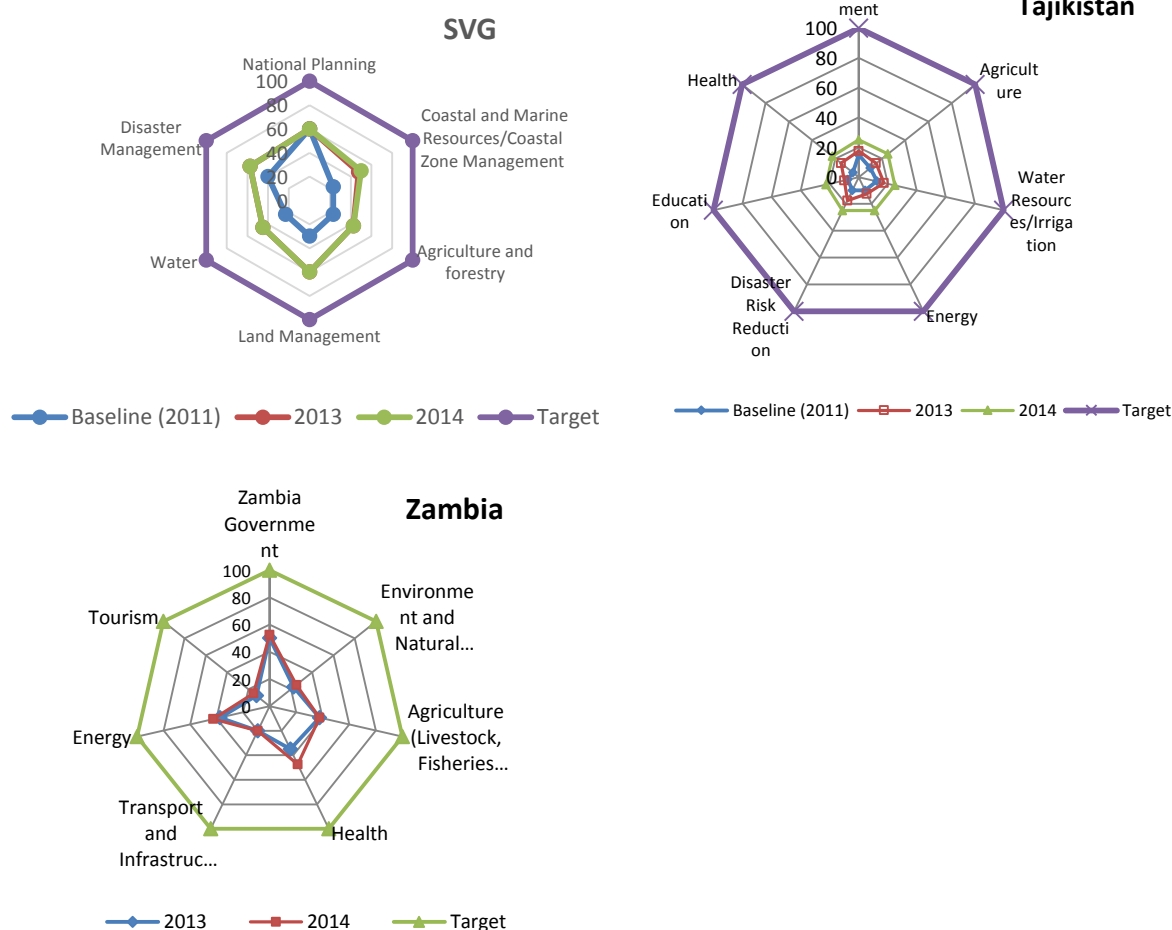 SVG
National Planning
100
80
60
40
20
0
Coastal and Marine
Resources/Coastal
Zone Management
Agriculture and
forestry
Land Management
Water
Disaster
Management
Baseline (2011) 2013 2014 Target
Tajikistan
ment
100
80
60
40
20
0
Agricult
ure
Water
Resourc
es/Irriga
tion
Energy
Disaster
Risk
Reducti
on
Educati
on
Health
Baseline (2011) 2013 2014 Target
Zambia
Zambia
Governme
nt
100
80
60
40
20
0
Environme
nt and
Natural...
Agriculture
(Livestock,
Fisheries...
Health
Transport
and
Infrastruc...
Energy
Tourism
2013 2014 Target